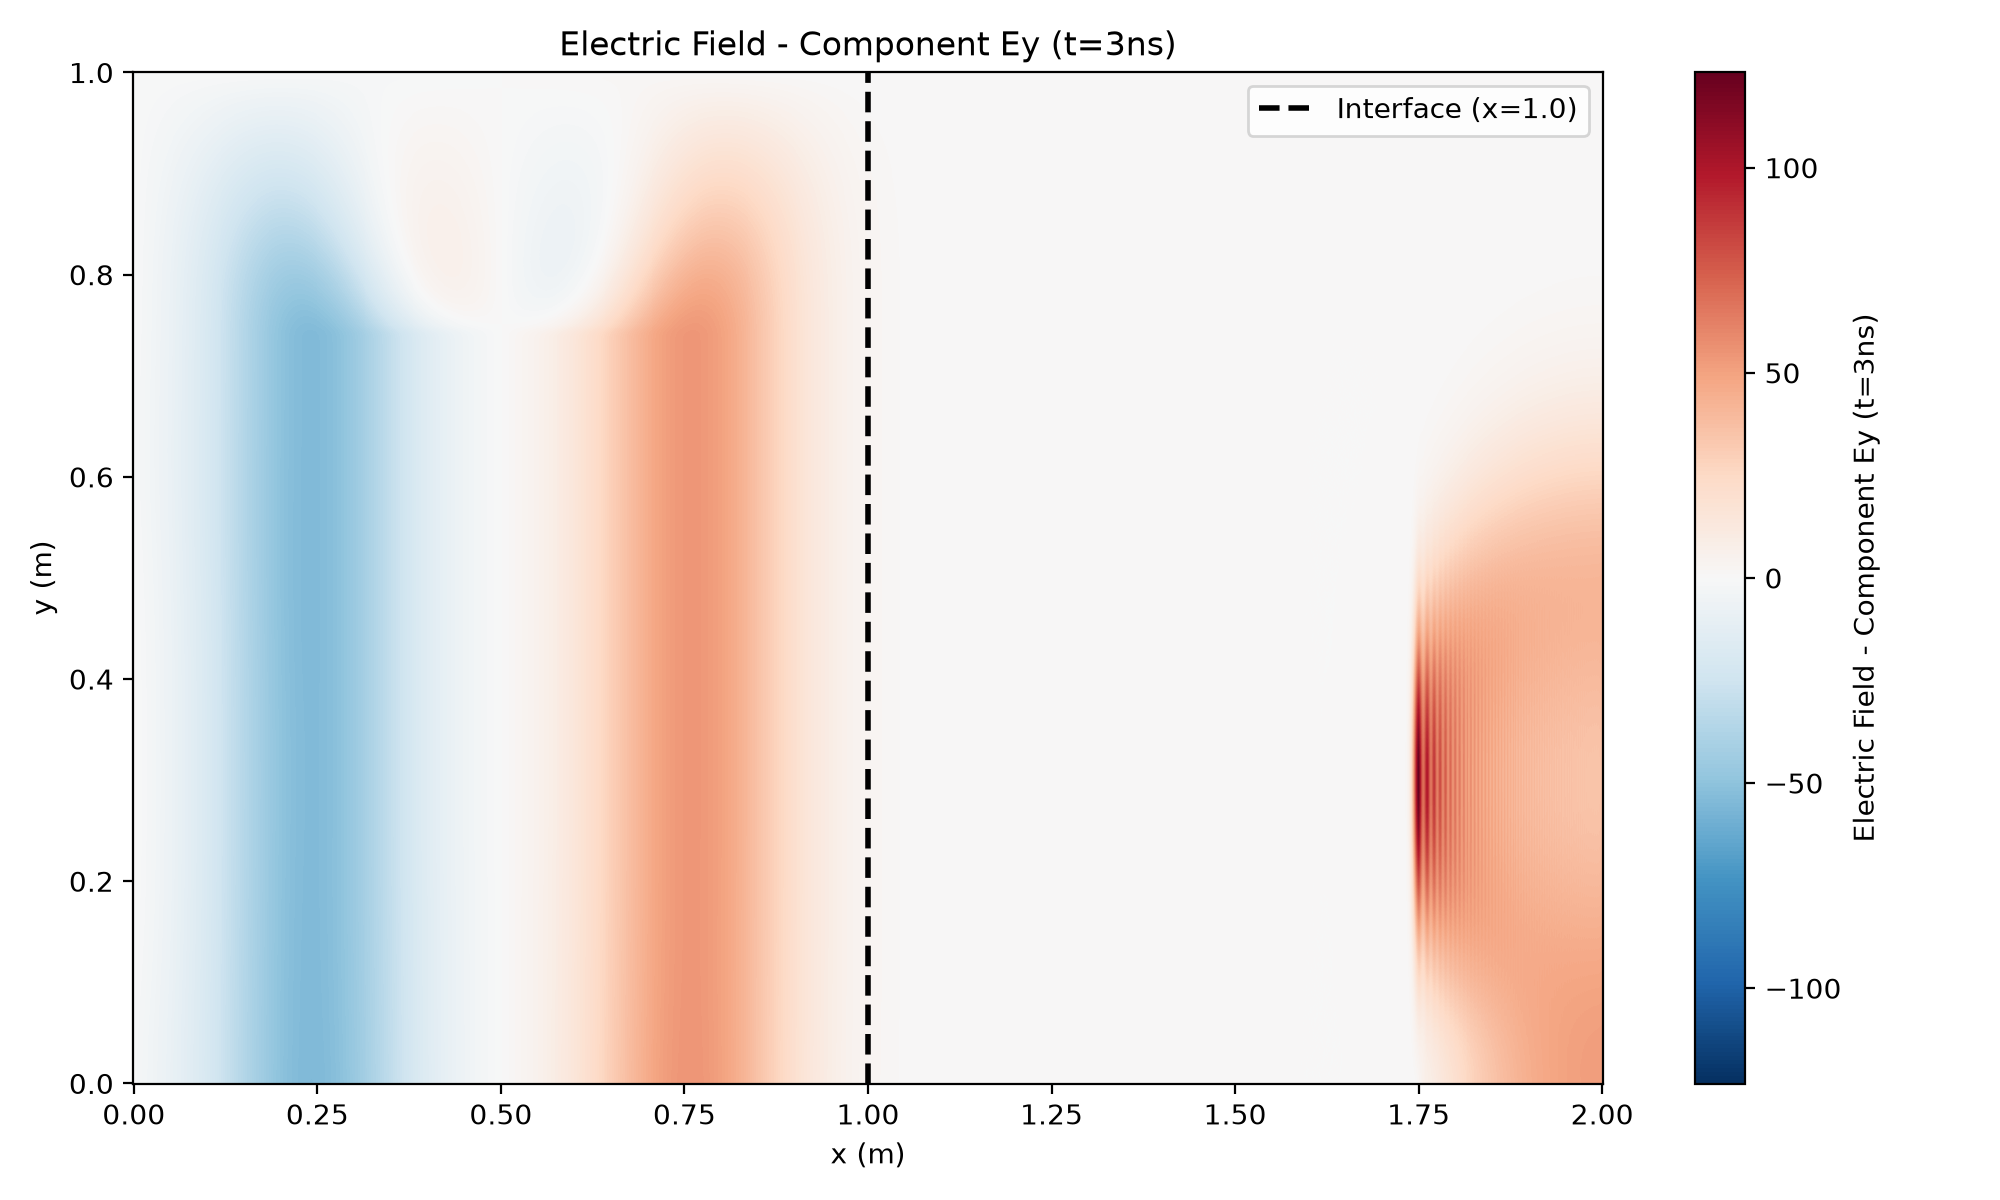 Electric Field - Component Ey (t=3ns)
Interface (x=1.0)
1.0
0.8
0.6
0.4
0.2
0.0
y (m)
0.00 0.25 0.50 0.75 1.00 1.25 1.50 1.75 2.00
x (m)
100
50
0
−50
−100
Electric Field - Component Ey (t=3ns)